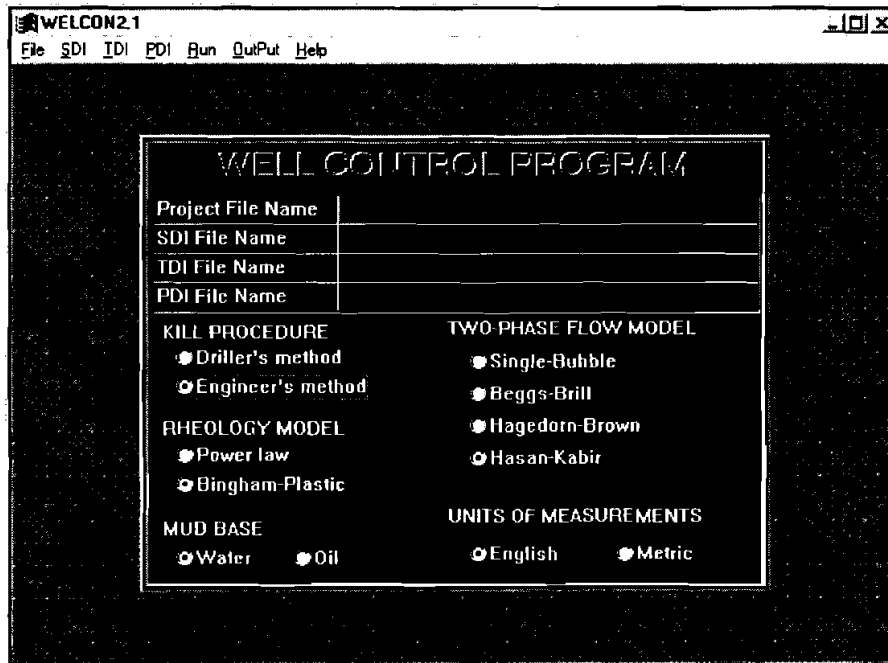 WELCON2.1
File SDI TDI PDI Run OutPut Help
WELL CONTROL PROGRAM
Project File Name
SDI File Name
TDI File Name
PDI File Name
KILL PROCEDURE
Driller's method
Engineer's method
RHEOLOGY MODEL
Power law
Bingham-Plastic
MUD BASE
Water Oil
TWO-PHASE FLOW MODEL
Single-Bubble
Beggs-Brill
Hagedorn-Brown
Hasan-Kabir
UNITS OF MEASUREMENTS
English Metric